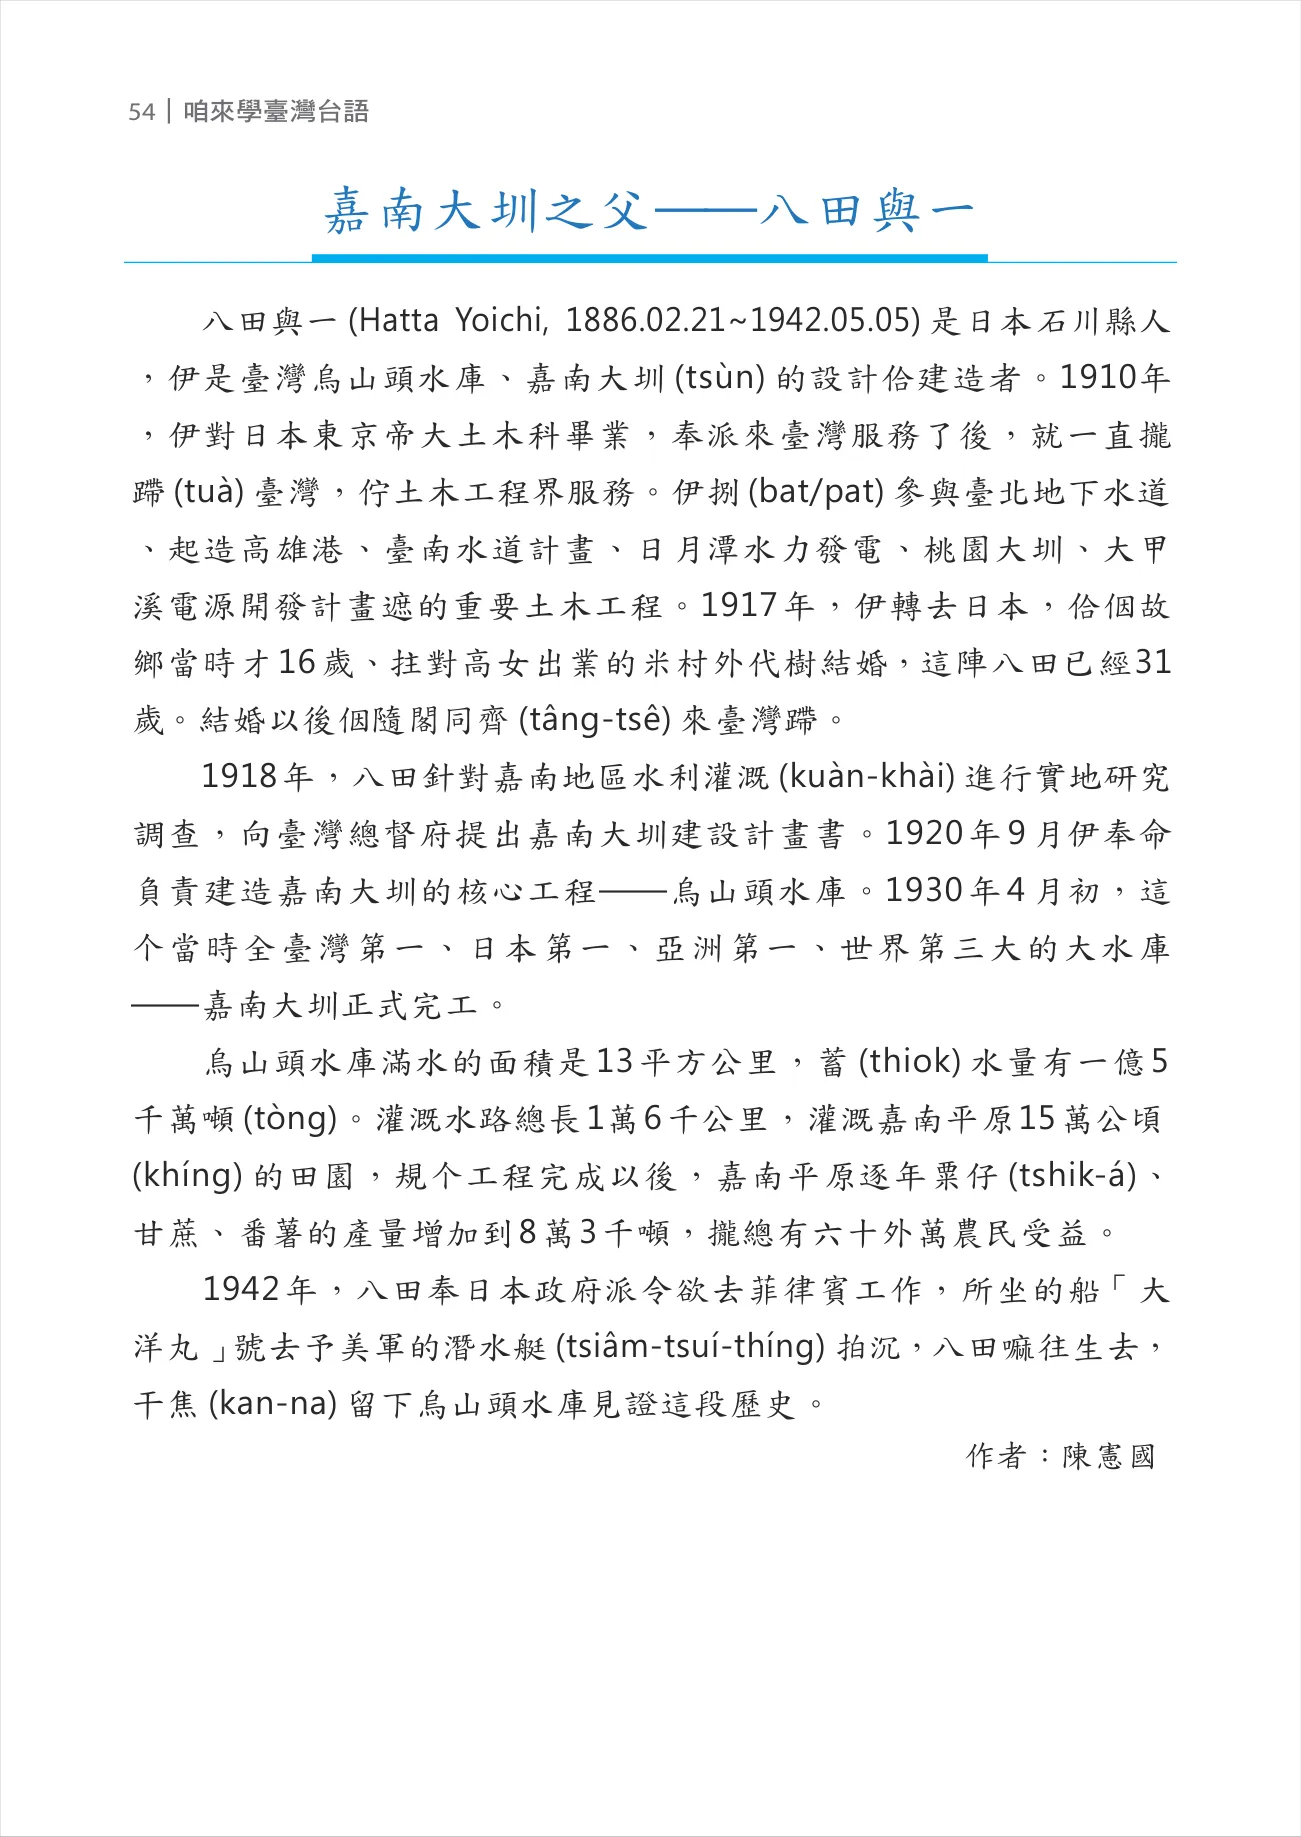 54｜咱來學臺灣台語
嘉南大圳之父——八田與一
八田與一 (Hatta Yoichi, 1886.02.21~1942.05.05) 是日本石川縣人
，伊是臺灣烏山頭水庫、嘉南大圳 (tsùn) 的設計佮建造者。1910年
，伊對日本東京帝大土木科畢業，奉派來臺灣服務了後，就一直攏
蹛 (tuà) 臺灣，佇土木工程界服務。伊捌 (bat/pat) 參與臺北地下水道
、起造高雄港、臺南水道計畫、日月潭水力發電、桃園大圳、大甲
溪電源開發計畫遮的重要土木工程。1917年，伊轉去日本，佮個故
鄉當時才16歲、拄對高女出業的米村外代樹結婚，這陣八田已經31
歲。結婚以後個隨閣同齊 (tâng-tsê) 來臺灣蹛。
1918年，八田針對嘉南地區水利灌溉 (kuàn-khài) 進行實地研究
調查，向臺灣總督府提出嘉南大圳建設計畫書。1920年9月伊奉命
負責建造嘉南大圳的核心工程——烏山頭水庫。1930年4月初，這
个當時全臺灣第一、日本第一、亞洲第一、世界第三大的大水庫
——嘉南大圳正式完工。
烏山頭水庫滿水的面積是13平方公里，蓄 (thiok) 水量有一億5
千萬噸 (tòng)。灌溉水路總長1萬6千公里，灌溉嘉南平原15萬公頃
(khíng) 的田園，規个工程完成以後，嘉南平原逐年粟仔 (tshik-á)、
甘蔗、番薯的產量增加到8萬3千噸，攏總有六十外萬農民受益。
1942年，八田奉日本政府派令欲去菲律賓工作，所坐的船「大
洋丸」號去予美軍的潛水艇 (tsiâm-tsuí-thíng) 拍沉，八田嘛往生去，
干焦 (kan-na) 留下烏山頭水庫見證這段歷史。
作者：陳憲國